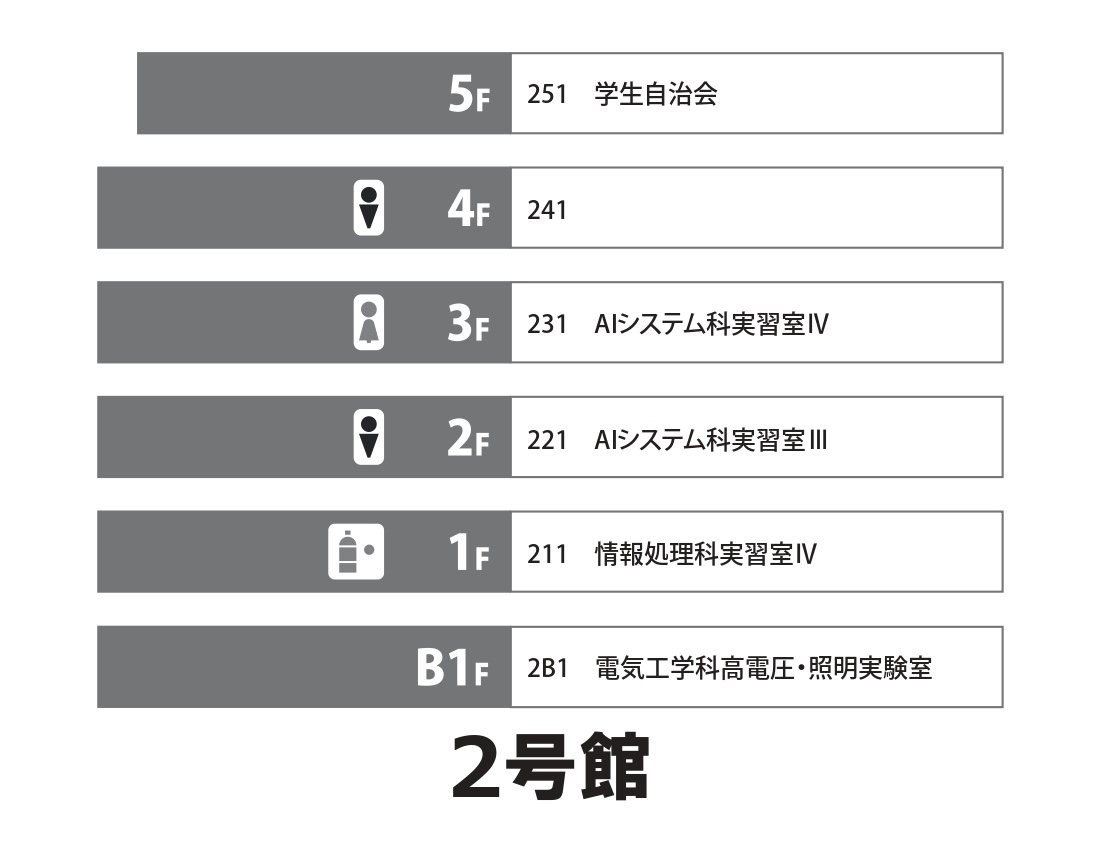 5F 251 学生自治会
4F 241
3F 231 AIシステム科実習室Ⅳ
2F 221 AIシステム科実習室Ⅲ
1F 211 情報処理科実習室Ⅳ
B1F 2B1 電気工学科高電圧・照明実験室
2号館